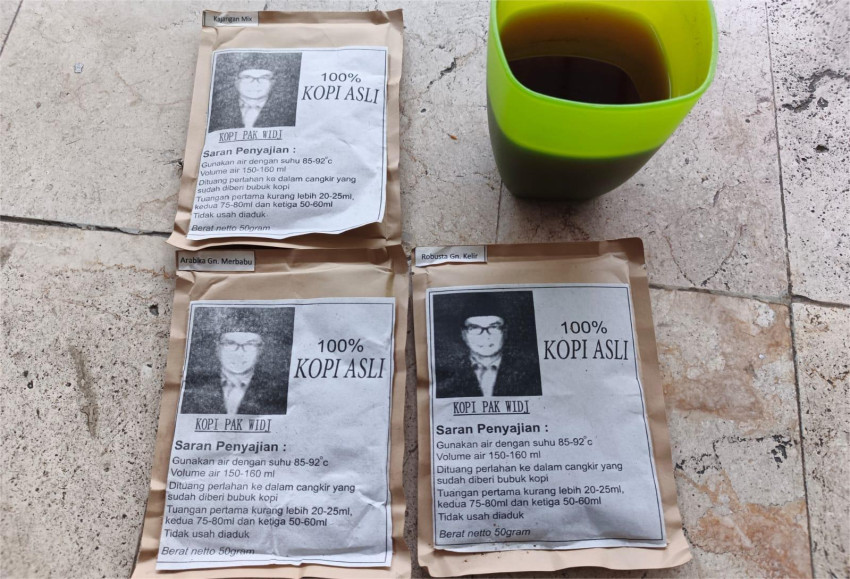 Kajangan Mix
100%
KOPI ASLI
KOPI PAK WIDJ
Saran Penyajian :
Gunakan air dengan suhu 85-92°c
Volume air 150-160 ml
Dituang perlahan ke dalam cangkir yang
sudah diberi bubuk kopi
Tuangan pertama kurang lebih 20-25ml,
kedua 75-80ml dan ketiga 50-60ml
Tidak usah diaduk
Berat netto 50gram
Arabika Gn. Merbabu
100%
KOPI ASLI
KOPI PAK WIDJ
Saran Penyajian :
Gunakan air dengan suhu 85-92°c
Volume air 150-160 ml
Dituang perlahan ke dalam cangkir yang
sudah diberi bubuk kopi
Tuangan pertama kurang lebih 20-25ml,
kedua 75-80ml dan ketiga 50-60ml
Tidak usah diaduk
Berat netto 50gram
Robusta Gn. Kelir
100%
KOPI ASLI
KOPI PAK WIDJ
Saran Penyajian :
Gunakan air dengan suhu 85-92°c
Volume air 150-160 ml
Dituang perlahan ke dalam cangkir yang
sudah diberi bubuk kopi
Tuangan pertama kurang lebih 20-25ml,
kedua 75-80ml dan ketiga 50-60ml
Tidak usah diaduk
Berat netto 50gram